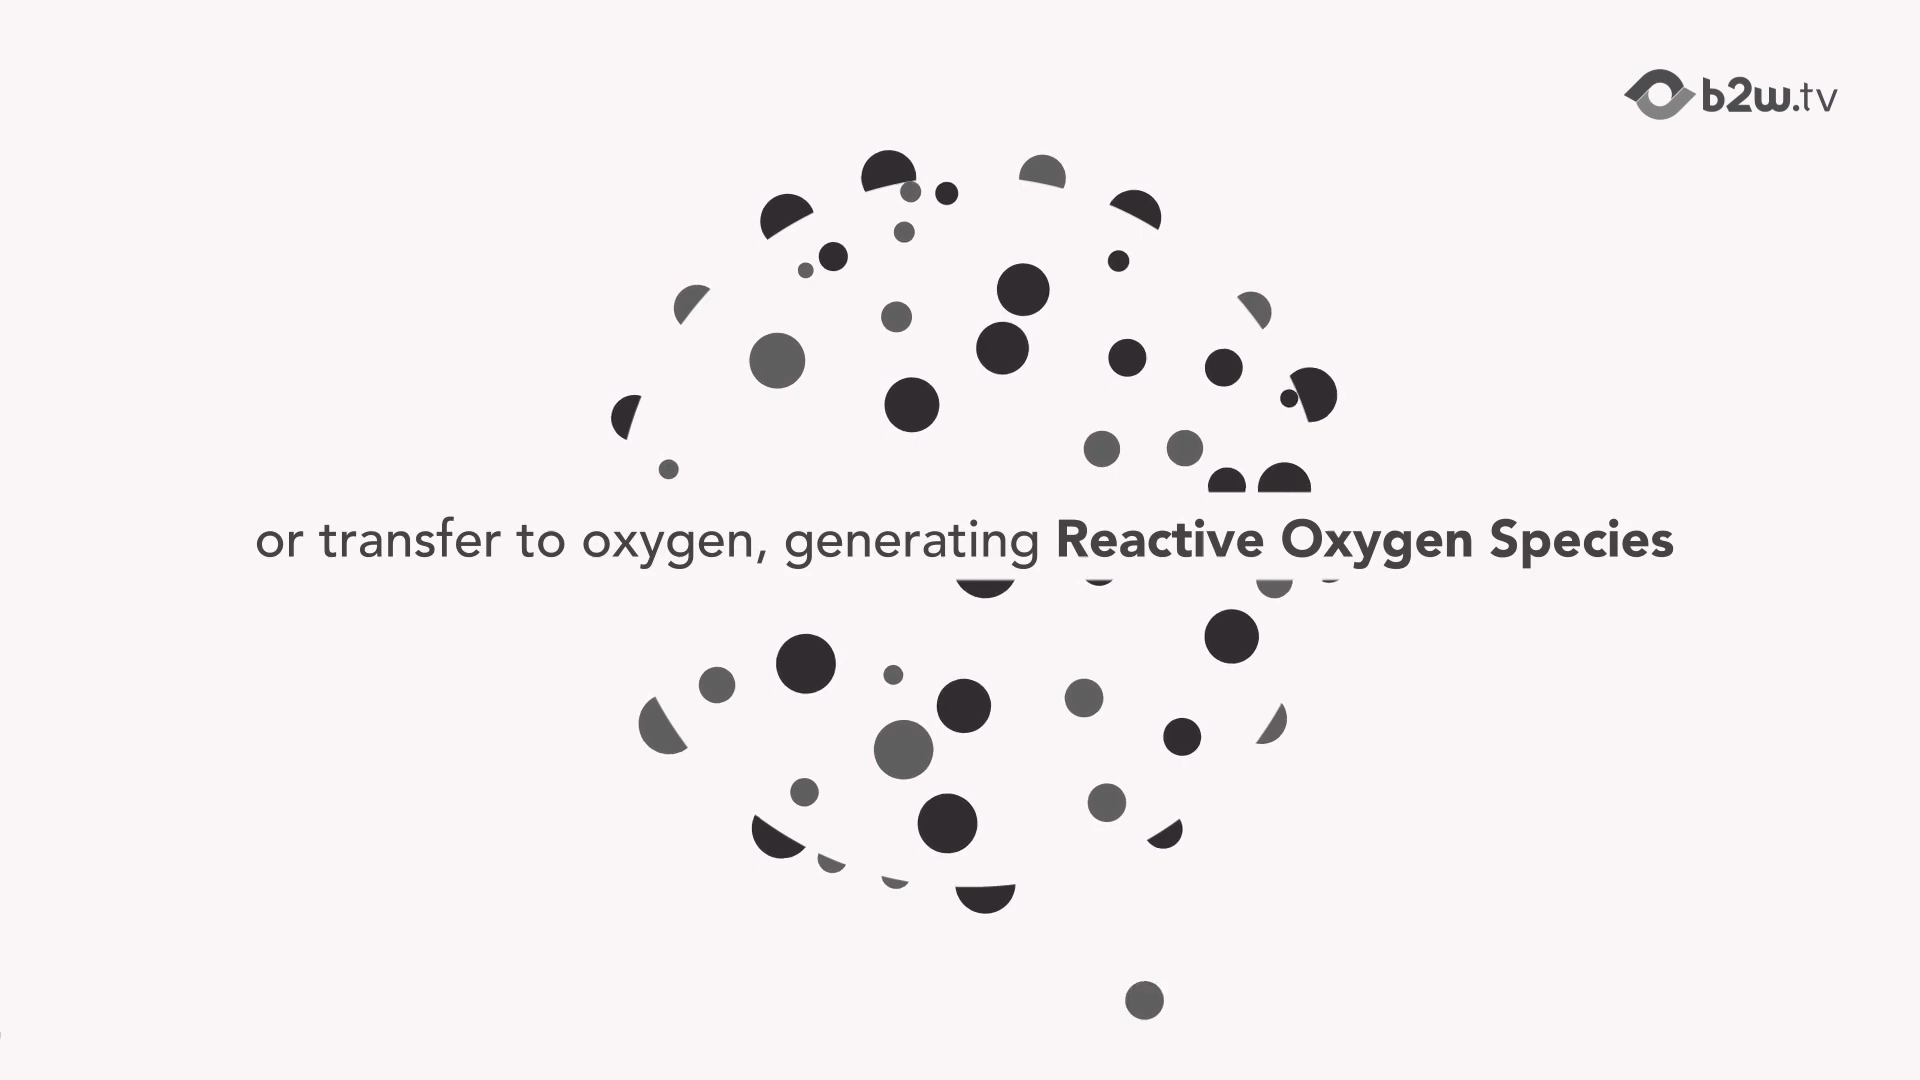 b2w.tv
or transfer to oxygen, generating Reactive Oxygen Species